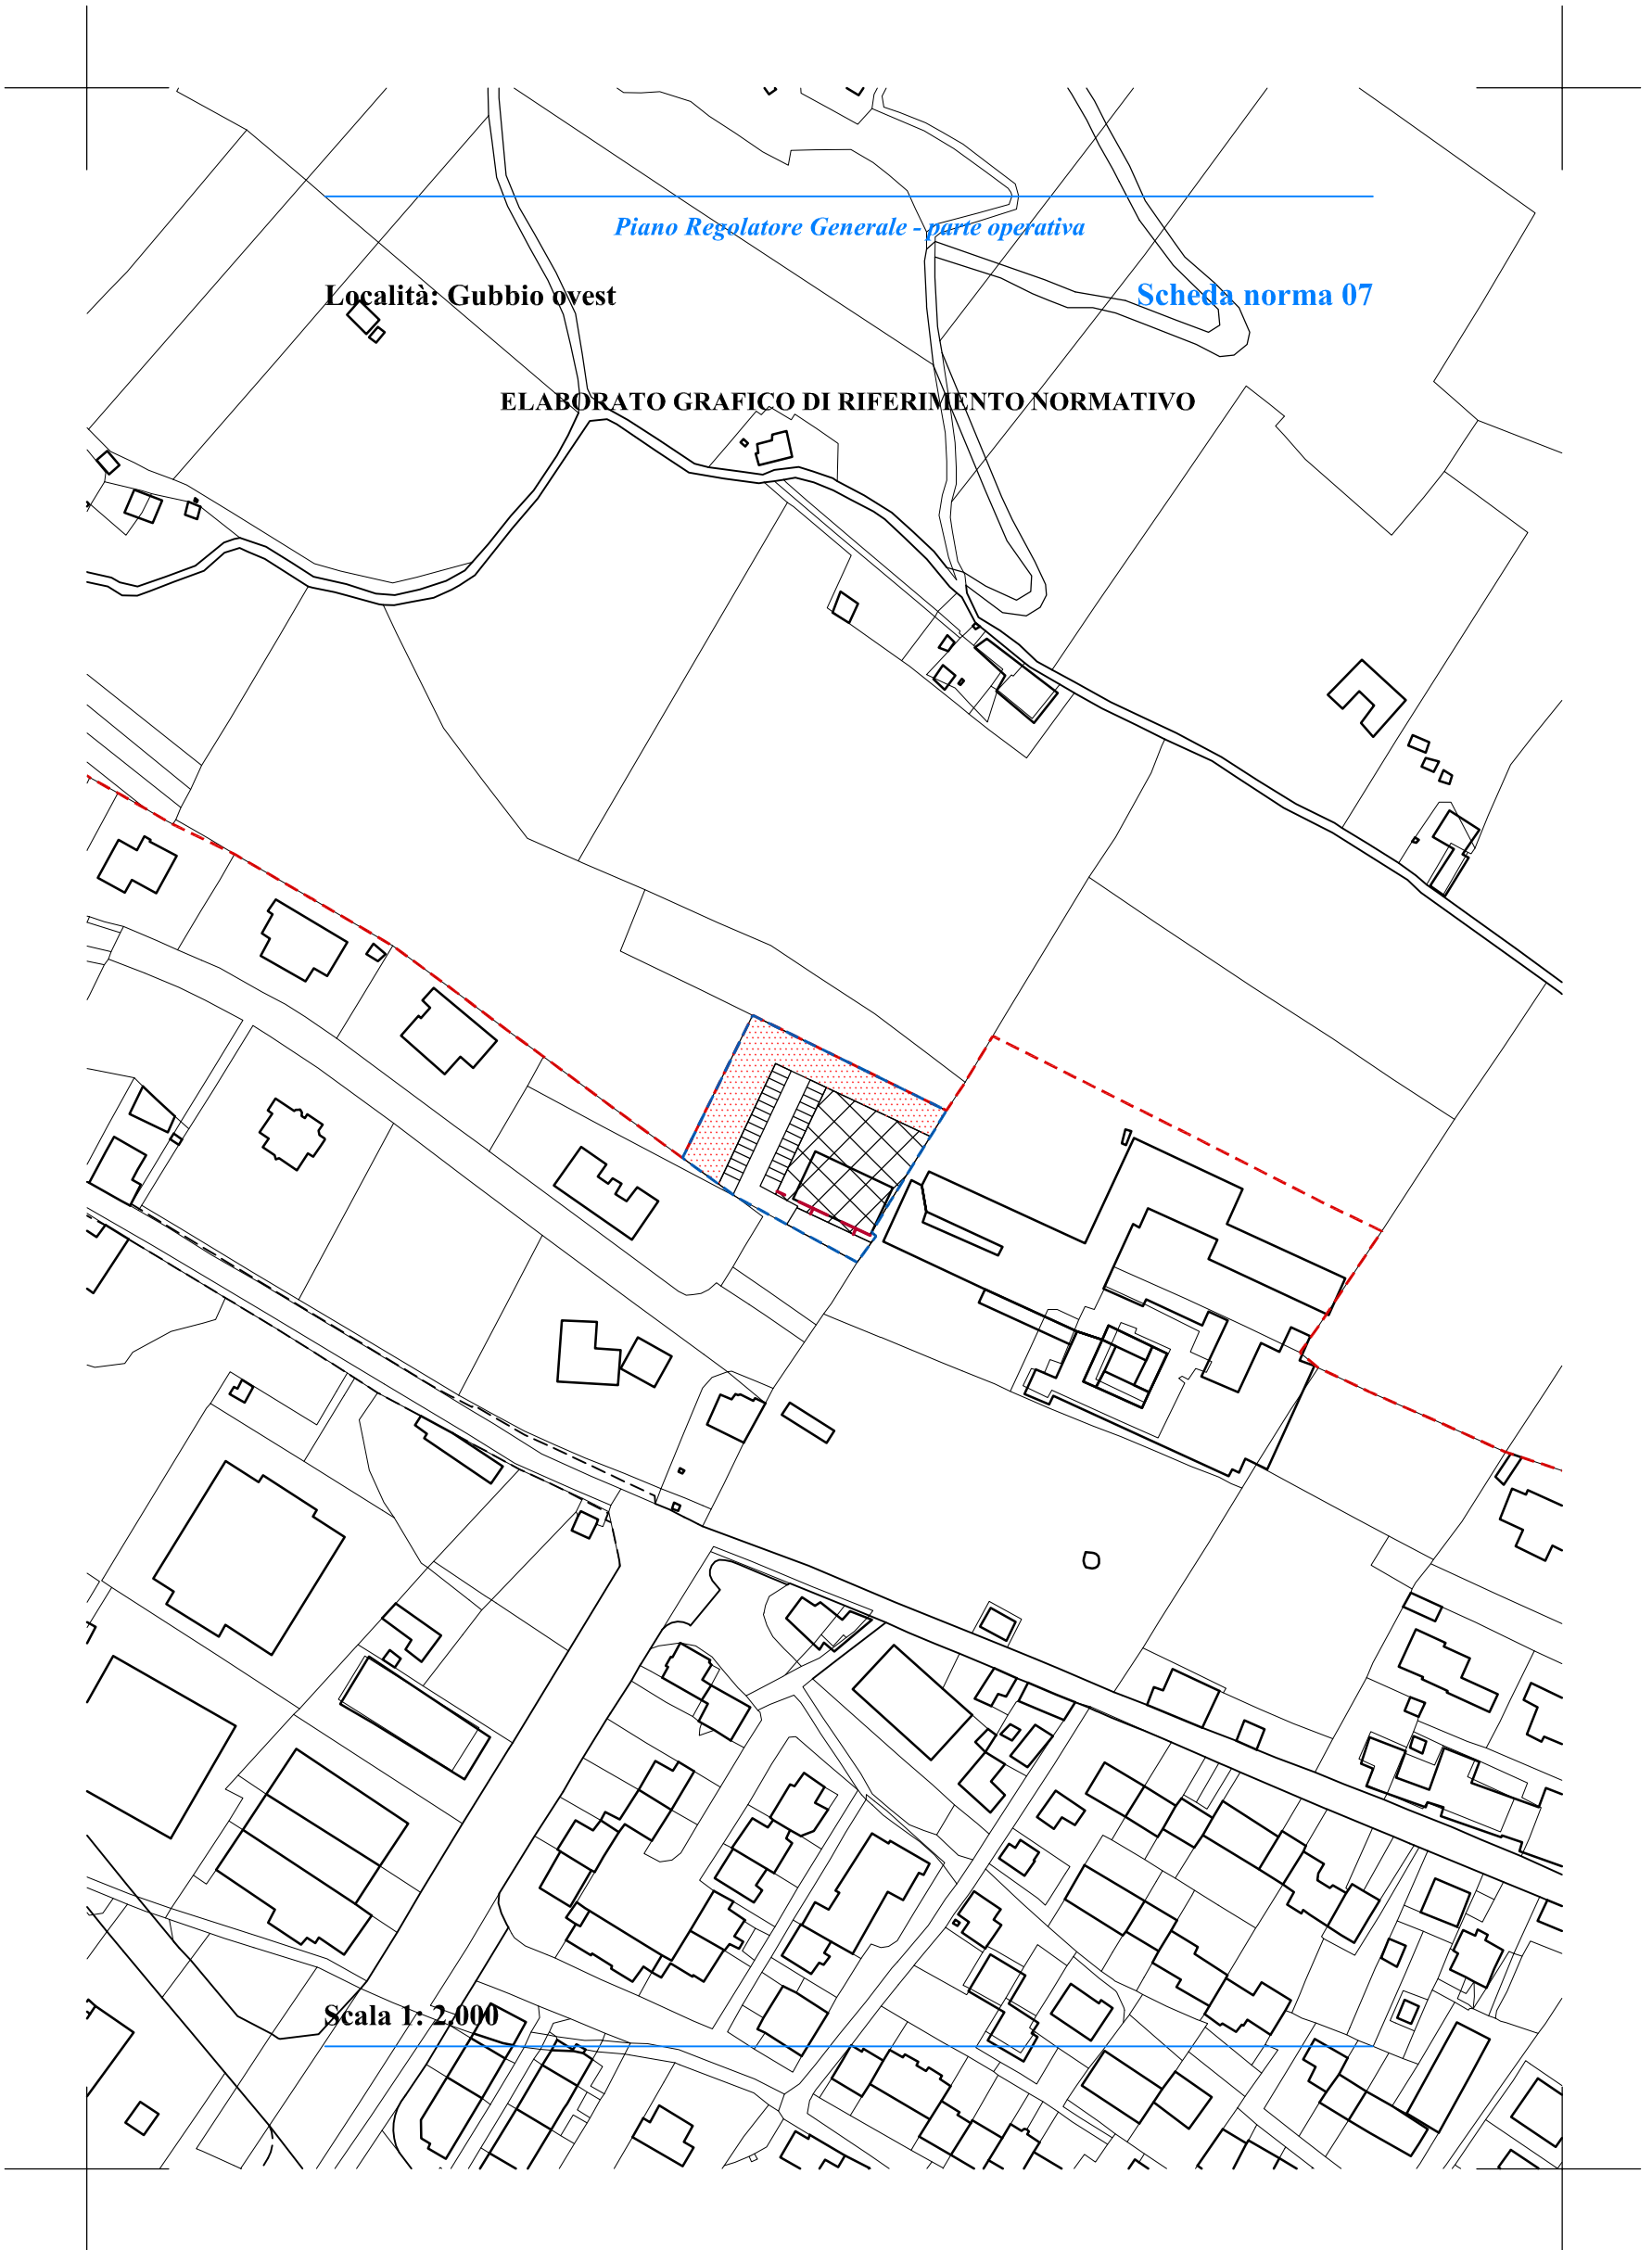 Piano Regolatore Generale - parte operativa
Località: Gubbio ovest
Scheda norma 07
ELABORATO GRAFICO DI RIFERIMENTO NORMATIVO
Scala 1: 2.000